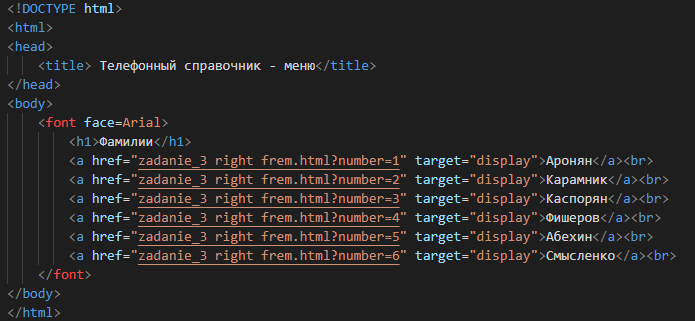 <!DOCTYPE html>
<html>
<head>
<title> Телефонный справочник - меню</title>
</head>
<body>
<font face=Arial>
<h1>Фамилии</h1>
<a href="zadanie_3 right frem.html?number=1" target="display">Аронян</a><br>
<a href="zadanie_3 right frem.html?number=2" target="display">Карамник</a><br>
<a href="zadanie_3 right frem.html?number=3" target="display">Каспорян</a><br>
<a href="zadanie_3 right frem.html?number=4" target="display">Фишеров</a><br>
<a href="zadanie_3 right frem.html?number=5" target="display">Абехин</a><br>
<a href="zadanie_3 right frem.html?number=6" target="display">Смысленко</a><br>
</font>
</body>
</html>